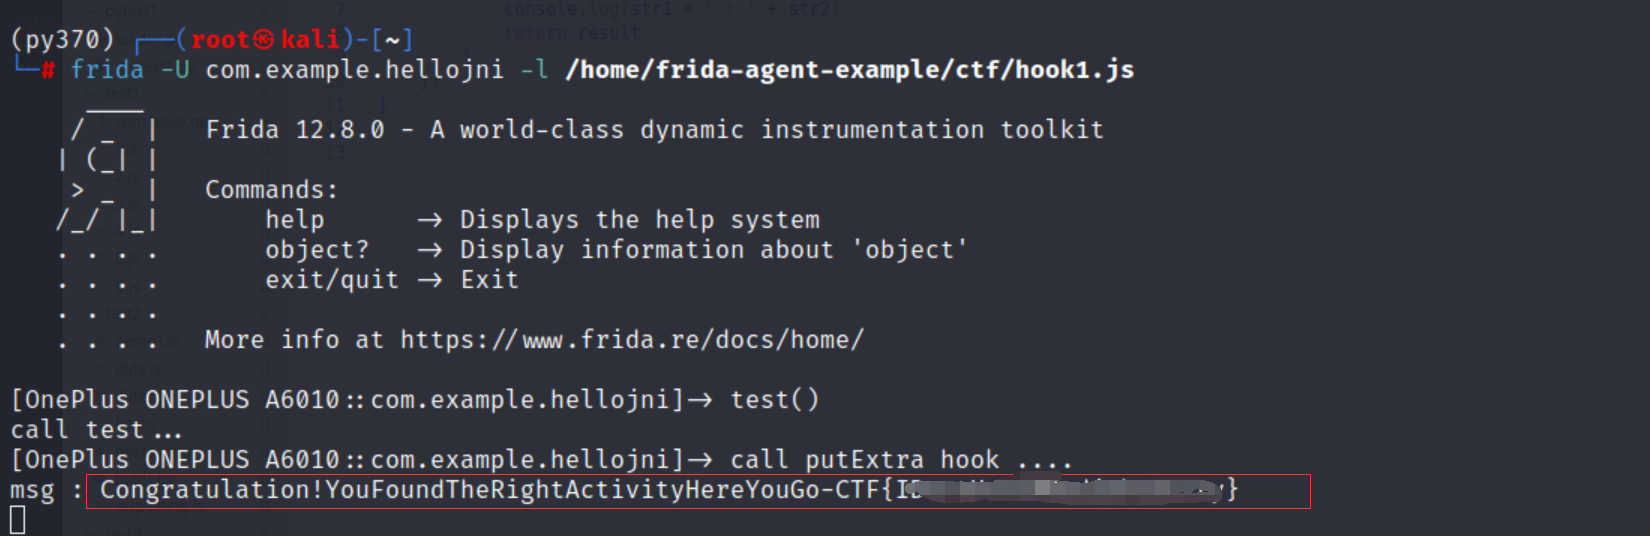 console.log(str1 + ' : ' + str2)
return result
(py370) ┌──(root㉿kali)-[~]
└─# frida -U com.example.hellojni -l /home/frida-agent-example/ctf/hook1.js
____
/ _ | Frida 12.8.0 - A world-class dynamic instrumentation toolkit
| (_| |
> _ | Commands:
/_/ |_| help → Displays the help system
. . . . object? → Display information about 'object'
. . . . exit/quit → Exit
. . . .
. . . . More info at https://www.frida.re/docs/home/
[OnePlus ONEPLUS A6010::com.example.hellojni]→ test()
call test...
[OnePlus ONEPLUS A6010::com.example.hellojni]→ call putExtra hook ....
msg : Congratulation!YouFoundTheRightActivityHereYouGo-CTF{